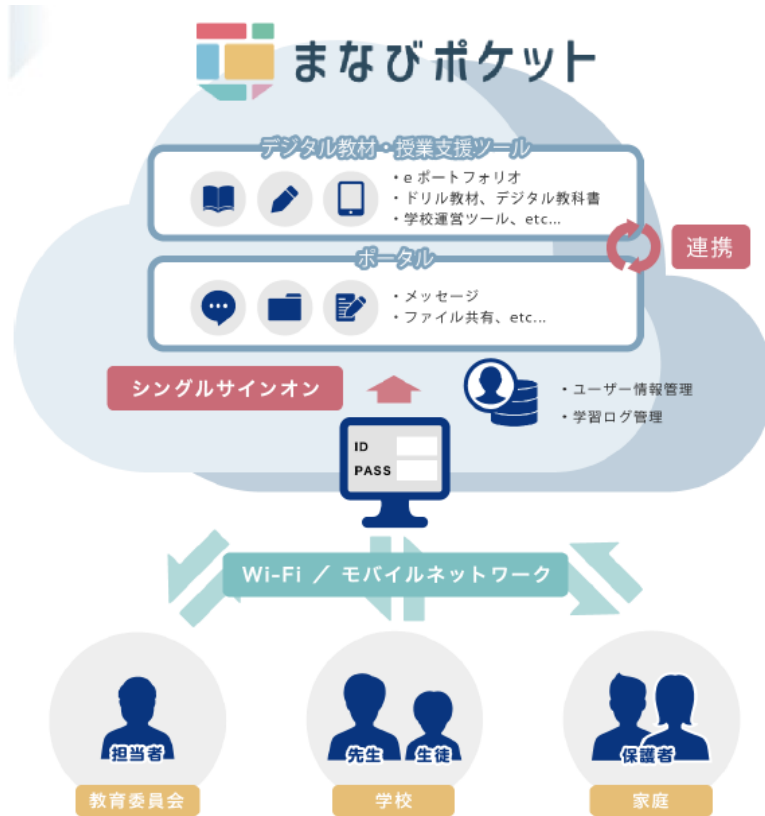 まなびポケット
デジタル教材・授業支援ツール
・e ポートフォリオ
・ドリル教材、デジタル教科書
・学校運営ツール、etc...
連携
ポータル
・メッセージ
・ファイル共有、etc...
シングルサインオン
・ユーザー情報管理
・学習ログ管理
ID
PASS
Wi-Fi ／ モバイルネットワーク
担当者
先生
生徒
保護者
教育委員会
学校
家庭